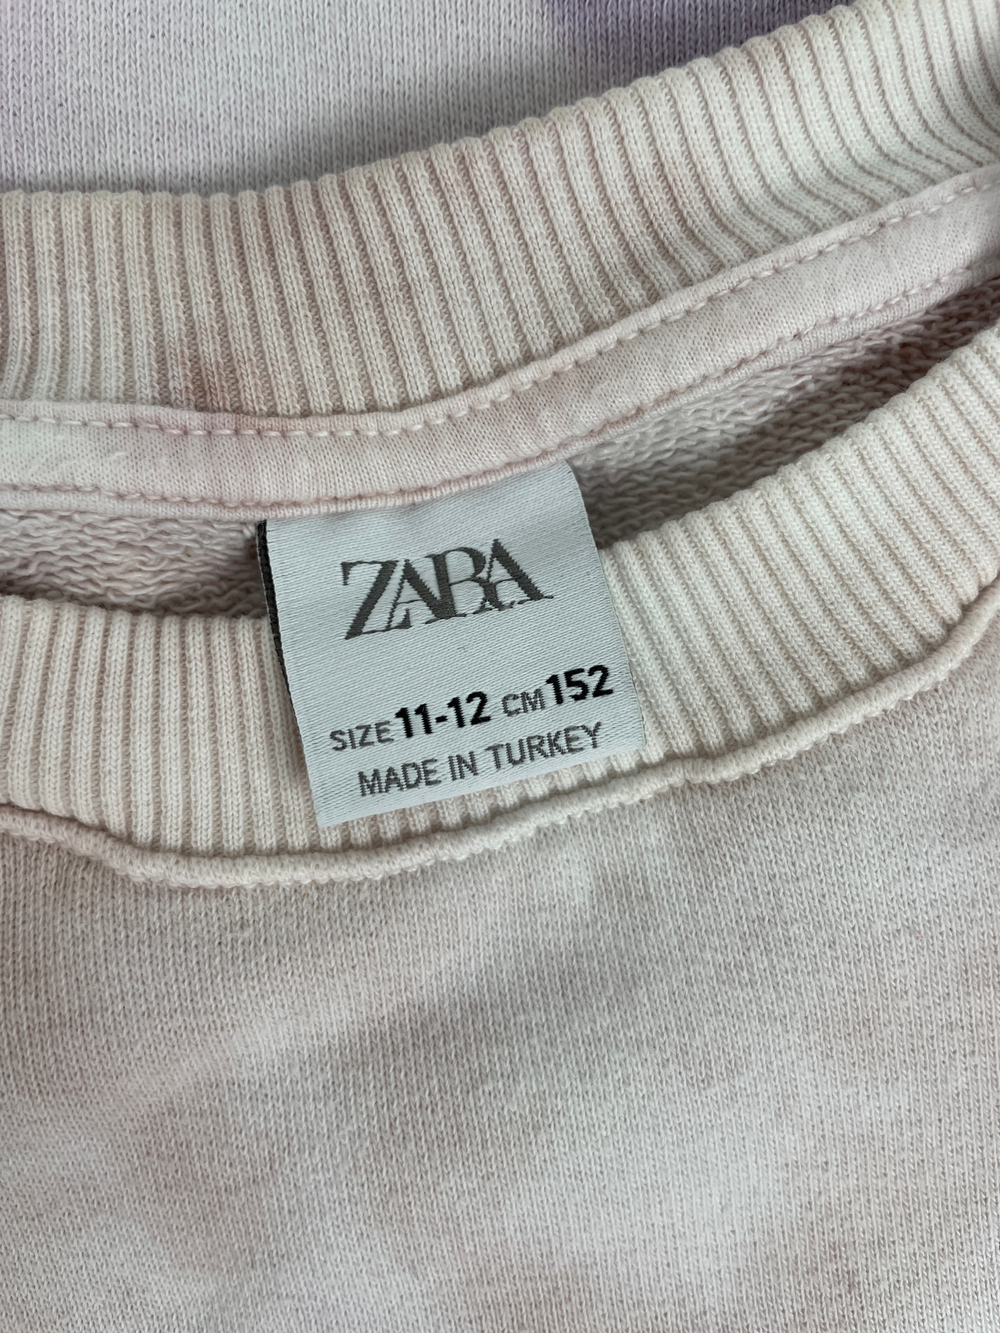 ZARA
SIZE 11-12 CM 152
MADE IN TURKEY